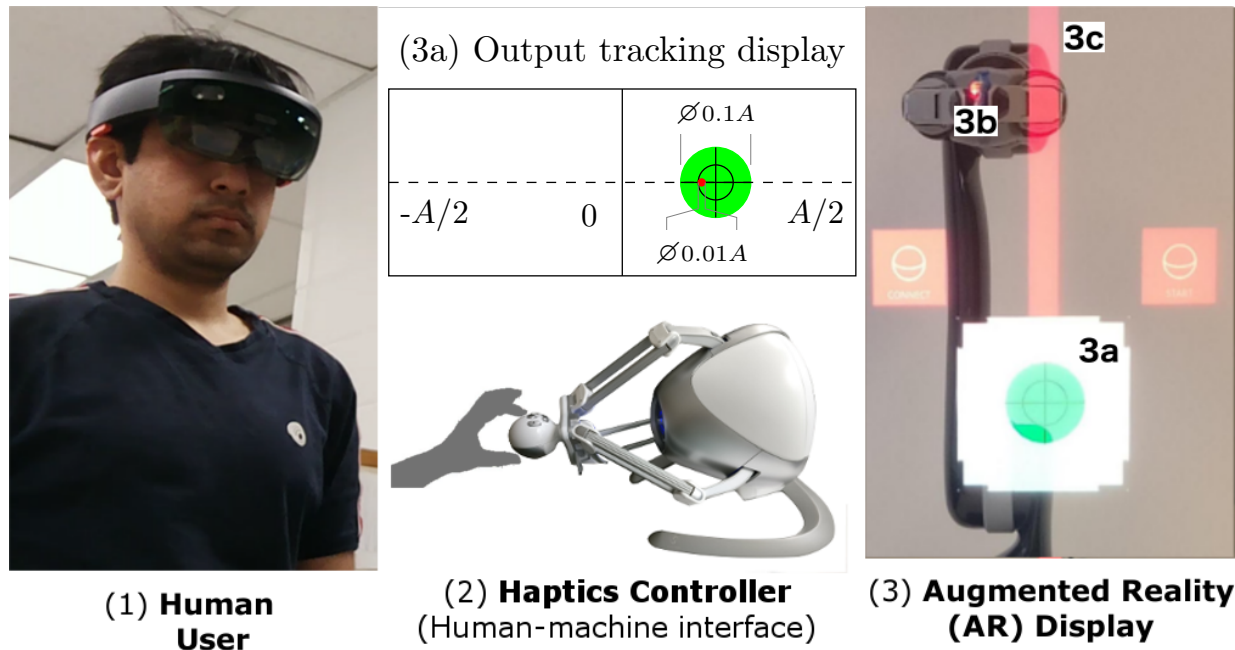 (3a) Output tracking display
∅0.1A
-A/2
0
A/2
∅0.01A
3c
3b
CONNECT
START
3a
(1) Human
User
(2) Haptics Controller
(Human-machine interface)
(3) Augmented Reality
(AR) Display